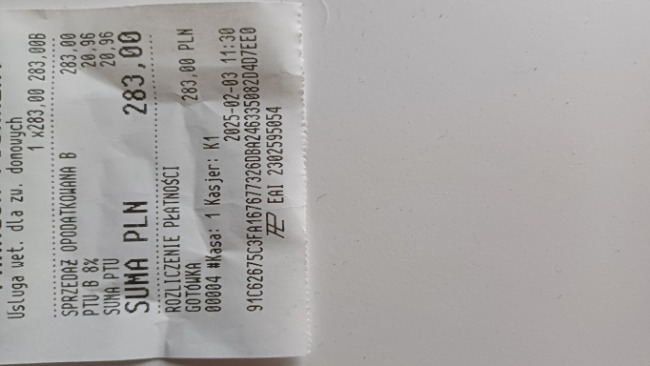 Usługa wet. dla zw. domowych
1 x283,00 283,00B
SPRZEDAŻ OPODATKOWANA B 283,00
PTU B 8% 20,96
SUMA PTU 20,96
SUMA PLN 283,00
ROZLICZENIE PŁATNOŚCI
GOTÓWKA 283,00 PLN
00004 #Kasa: 1 Kasjer: K1 2025-02-03 11:30
91C62675C3FA167677326DBA246335082D4D7EE0
EAI 2302595054